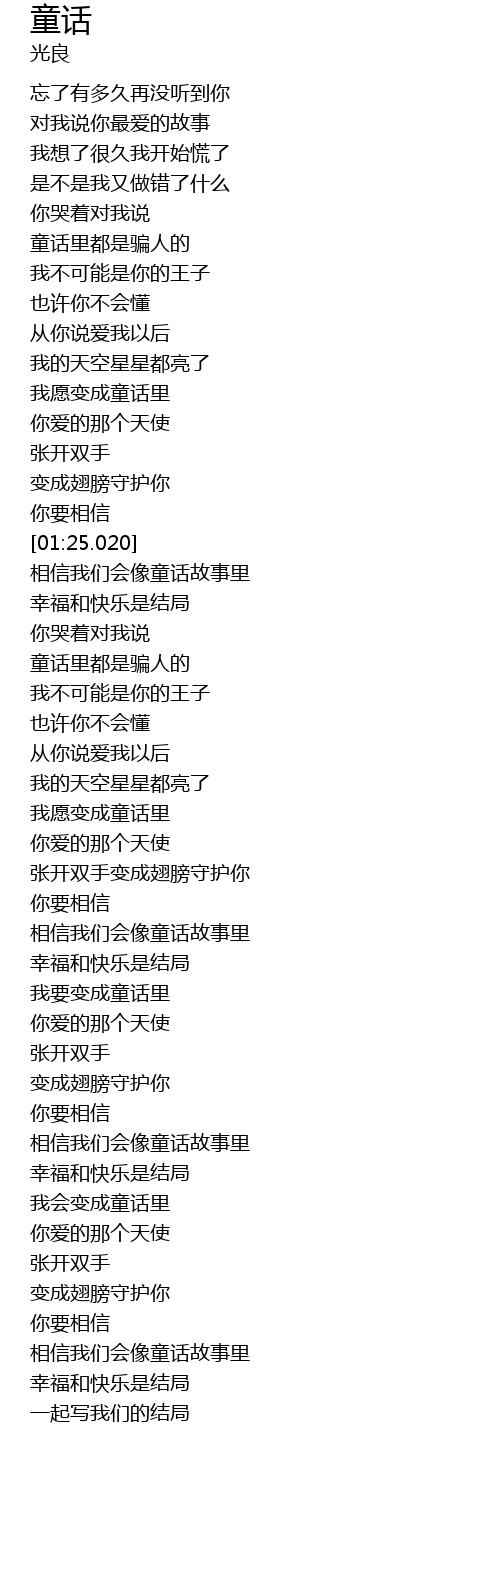 童话
光良
忘了有多久再没听到你
对我说你最爱的故事
我想了很久我开始慌了
是不是我又做错了什么
你哭着对我说
童话里都是骗人的
我不可能是你的王子
也许你不会懂
从你说爱我以后
我的天空星星都亮了
我愿变成童话里
你爱的那个天使
张开双手
变成翅膀守护你
你要相信
[01:25.020]
相信我们会像童话故事里
幸福和快乐是结局
你哭着对我说
童话里都是骗人的
我不可能是你的王子
也许你不会懂
从你说爱我以后
我的天空星星都亮了
我愿变成童话里
你爱的那个天使
张开双手变成翅膀守护你
你要相信
相信我们会像童话故事里
幸福和快乐是结局
我要变成童话里
你爱的那个天使
张开双手
变成翅膀守护你
你要相信
相信我们会像童话故事里
幸福和快乐是结局
我会变成童话里
你爱的那个天使
张开双手
变成翅膀守护你
你要相信
相信我们会像童话故事里
幸福和快乐是结局
一起写我们的结局